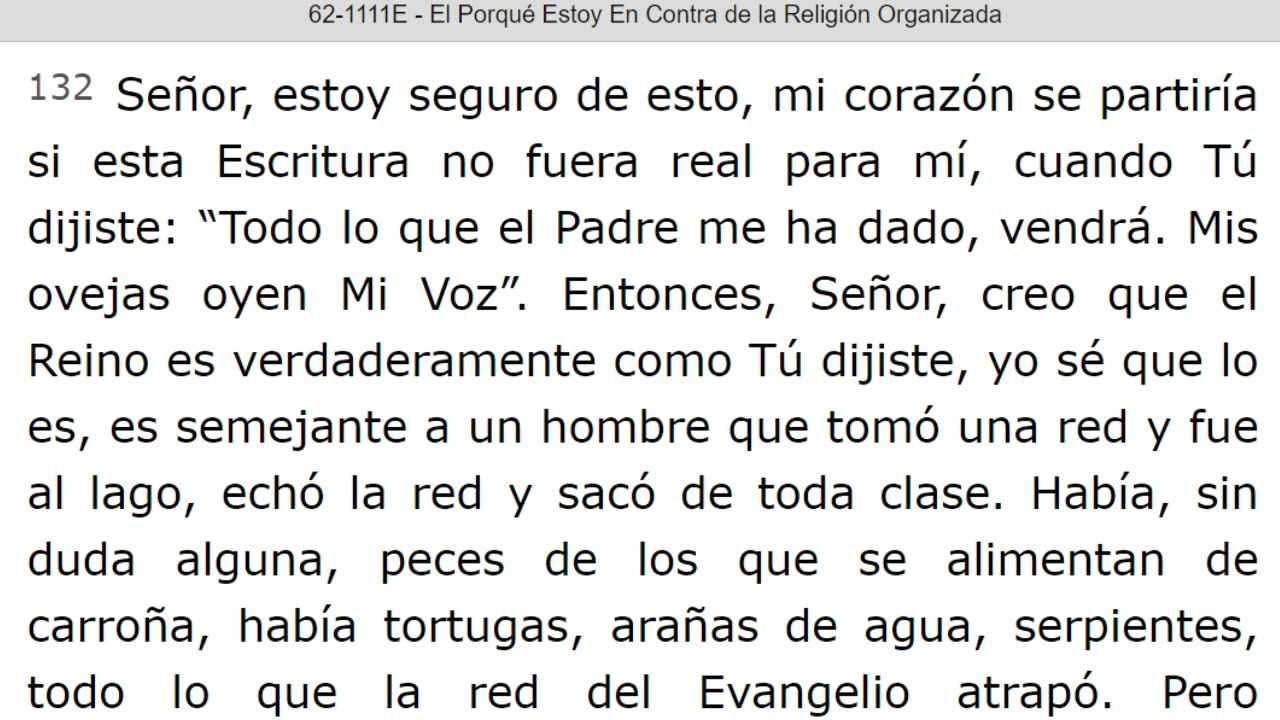 62-1111E - El Porqué Estoy En Contra de la Religión Organizada
132 Señor, estoy seguro de esto, mi corazón se partiría
si esta Escritura no fuera real para mí, cuando Tú
dijiste: “Todo lo que el Padre me ha dado, vendrá. Mis
ovejas oyen Mi Voz”. Entonces, Señor, creo que el
Reino es verdaderamente como Tú dijiste, yo sé que lo
es, es semejante a un hombre que tomó una red y fue
al lago, echó la red y sacó de toda clase. Había, sin
duda alguna, peces de los que se alimentan de
carroña, había tortugas, arañas de agua, serpientes,
todo lo que la red del Evangelio atrapó. Pero